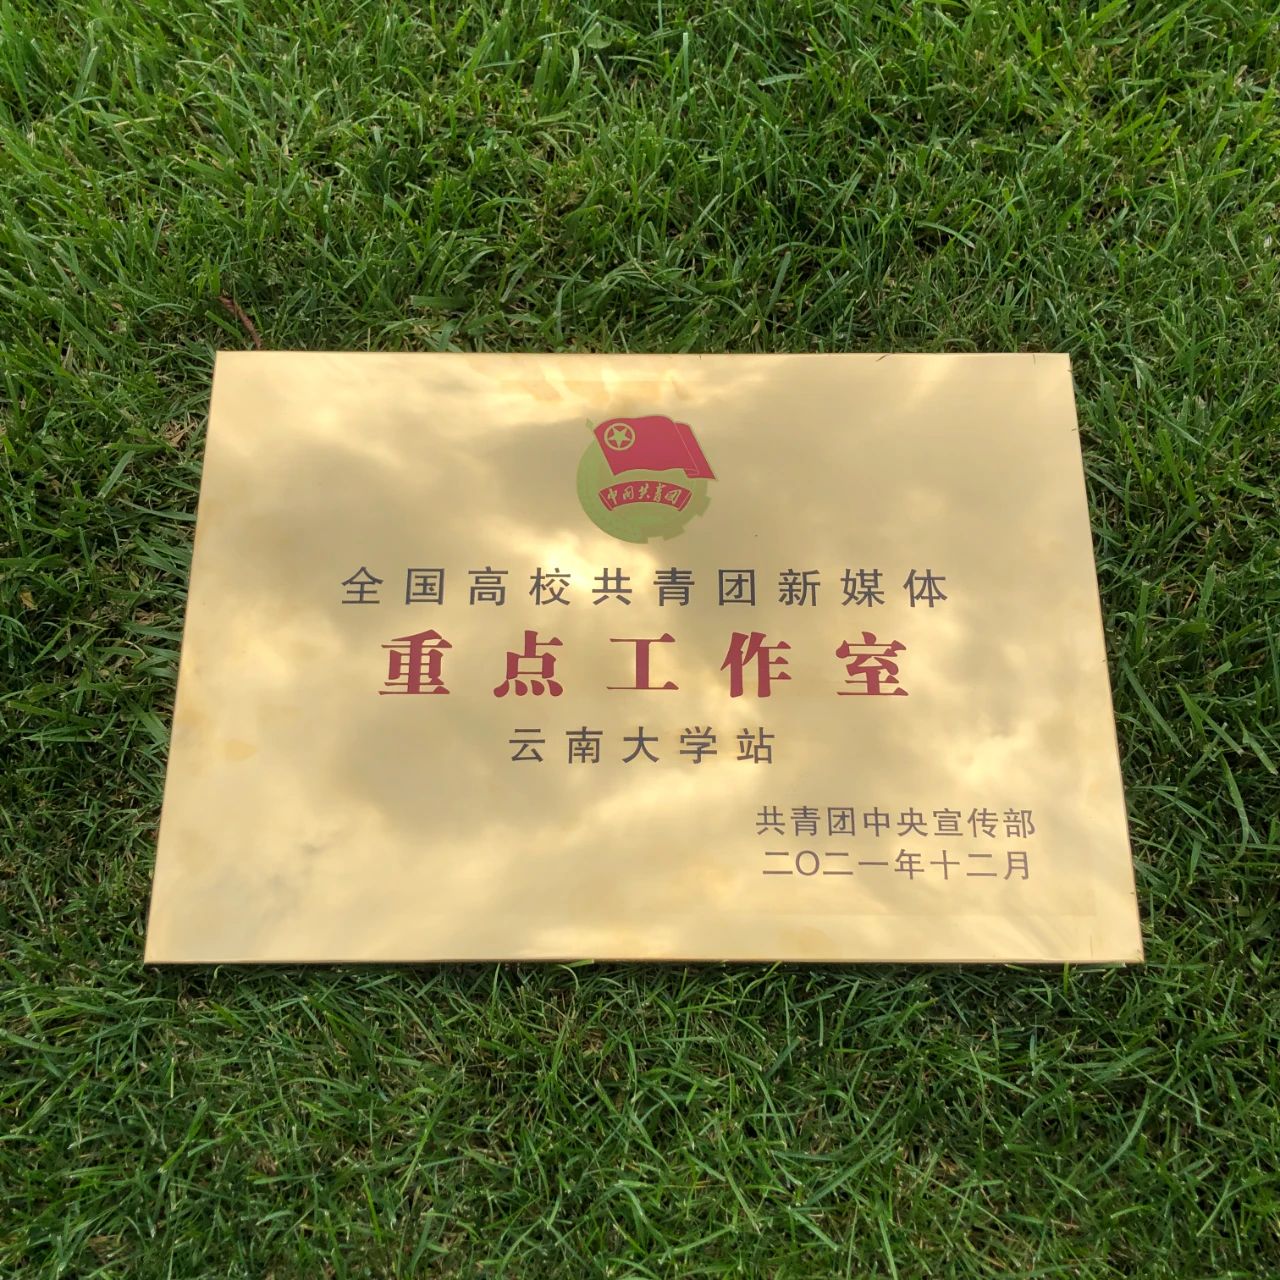 中国共青团
全国高校共青团新媒体
重点工作室
云南大学站
共青团中央宣传部
二〇二一年十二月